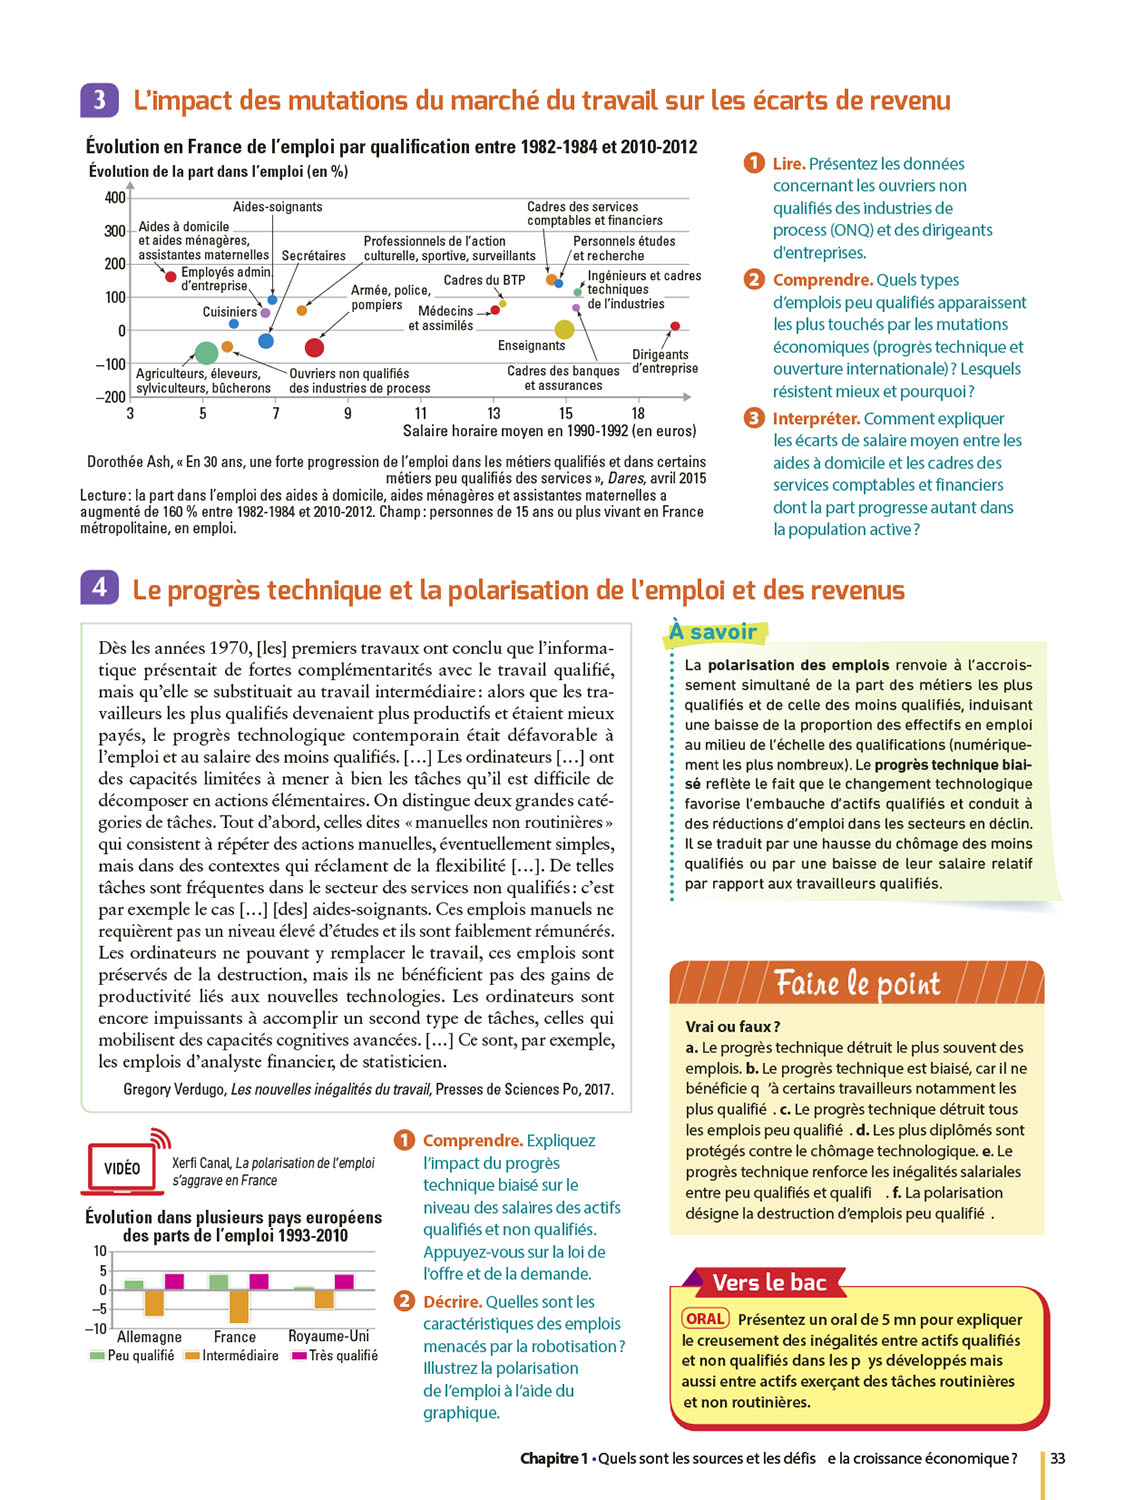 3 L'impact des mutations du marché du travail sur les écarts de revenu
Évolution en France de l'emploi par qualification entre 1982-1984 et 2010-2012
Évolution de la part dans l'emploi (en %)
400
300
200
100
0
–100
–200
3
5
7
9
11
13
15
18
Salaire horaire moyen en 1990-1992 (en euros)
Aides à domicile
et aides ménagères,
assistantes maternelles
Aides-soignants
Employés admin.
d'entreprise
Secrétaires
Cuisiniers
Professionnels de l'action
culturelle, sportive, surveillants
Armée, police,
pompiers
Agriculteurs, éleveurs,
sylviculteurs, bûcherons
Ouvriers non qualifiés
des industries de process
Cadres des services
comptables et financiers
Personnels études
et recherche
Cadres du BTP
Médecins
et assimilés
Ingénieurs et cadres
techniques
de l'industries
Enseignants
Cadres des banques
et assurances
Dirigeants
d'entreprise
Dorothée Ash, « En 30 ans, une forte progression de l'emploi dans les métiers qualifiés et dans certains
métiers peu qualifiés des services », Dares, avril 2015
Lecture : la part dans l'emploi des aides à domicile, aides ménagères et assistantes maternelles a
augmenté de 160 % entre 1982-1984 et 2010-2012. Champ : personnes de 15 ans ou plus vivant en France
métropolitaine, en emploi.
1 Lire. Présentez les données
concernant les ouvriers non
qualifiés des industries de
process (ONQ) et des dirigeants
d'entreprises.
2 Comprendre. Quels types
d'emplois peu qualifiés apparaissent
les plus touchés par les mutations
économiques (progrès technique et
ouverture internationale) ? Lesquels
résistent mieux et pourquoi ?
3 Interpréter. Comment expliquer
les écarts de salaire moyen entre les
aides à domicile et les cadres des
services comptables et financiers
dont la part progresse autant dans
la population active ?
4 Le progrès technique et la polarisation de l'emploi et des revenus
Dès les années 1970, [les] premiers travaux ont conclu que l'informa-
tique présentait de fortes complémentarités avec le travail qualifié,
mais qu'elle se substituait au travail intermédiaire : alors que les tra-
vailleurs les plus qualifiés devenaient plus productifs et étaient mieux
payés, le progrès technologique contemporain était défavorable à
l'emploi et au salaire des moins qualifiés. […] Les ordinateurs […] ont
des capacités limitées à mener à bien les tâches qu'il est difficile de
décomposer en actions élémentaires. On distingue deux grandes caté-
gories de tâches. Tout d'abord, celles dites « manuelles non routinières »
qui consistent à répéter des actions manuelles, éventuellement simples,
mais dans des contextes qui réclament de la flexibilité […]. De telles
tâches sont fréquentes dans le secteur des services non qualifiés : c'est
par exemple le cas […] [des] aides-soignants. Ces emplois manuels ne
requièrent pas un niveau élevé d'études et ils sont faiblement rémunérés.
Les ordinateurs ne pouvant y remplacer le travail, ces emplois sont
préservés de la destruction, mais ils ne bénéficient pas des gains de
productivité liés aux nouvelles technologies. Les ordinateurs sont
encore impuissants à accomplir un second type de tâches, celles qui
mobilisent des capacités cognitives avancées. […] Ce sont, par exemple,
les emplois d'analyste financier, de statisticien.
Gregory Verdugo, Les nouvelles inégalités du travail, Presses de Sciences Po, 2017.
À savoir
La polarisation des emplois renvoie à l'accrois-
sement simultané de la part des métiers les plus
qualifiés et de celle des moins qualifiés, induisant
une baisse de la proportion des effectifs en emploi
au milieu de l'échelle des qualifications (numérique-
ment les plus nombreux). Le progrès technique biai-
sé reflète le fait que le changement technologique
favorise l'embauche d'actifs qualifiés et conduit à
des réductions d'emploi dans les secteurs en déclin.
Il se traduit par une hausse du chômage des moins
qualifiés ou par une baisse de leur salaire relatif
par rapport aux travailleurs qualifiés.
Faire le point
Vrai ou faux ?
a. Le progrès technique détruit le plus souvent des
emplois. b. Le progrès technique est biaisé, car il ne
bénéficie q 'à certains travailleurs notamment les
plus qualifié . c. Le progrès technique détruit tous
les emplois peu qualifié . d. Les plus diplômés sont
protégés contre le chômage technologique. e. Le
progrès technique renforce les inégalités salariales
entre peu qualifiés et qualifi . f. La polarisation
désigne la destruction d'emplois peu qualifié .
VIDÉO
Xerfi Canal, La polarisation de l'emploi
s'aggrave en France
Évolution dans plusieurs pays européens
des parts de l'emploi 1993-2010
10
5
0
–5
–10
Allemagne
France
Royaume-Uni
Peu qualifié
Intermédiaire
Très qualifié
1 Comprendre. Expliquez
l'impact du progrès
technique biaisé sur le
niveau des salaires des actifs
qualifiés et non qualifiés.
Appuyez-vous sur la loi de
l'offre et de la demande.
2 Décrire. Quelles sont les
caractéristiques des emplois
menacés par la robotisation ?
Illustrez la polarisation
de l'emploi à l'aide du
graphique.
Vers le bac
ORAL Présentez un oral de 5 mn pour expliquer
le creusement des inégalités entre actifs qualifiés
et non qualifiés dans les p ys développés mais
aussi entre actifs exerçant des tâches routinières
et non routinières.
Chapitre 1 • Quels sont les sources et les défis e la croissance économique ? 33